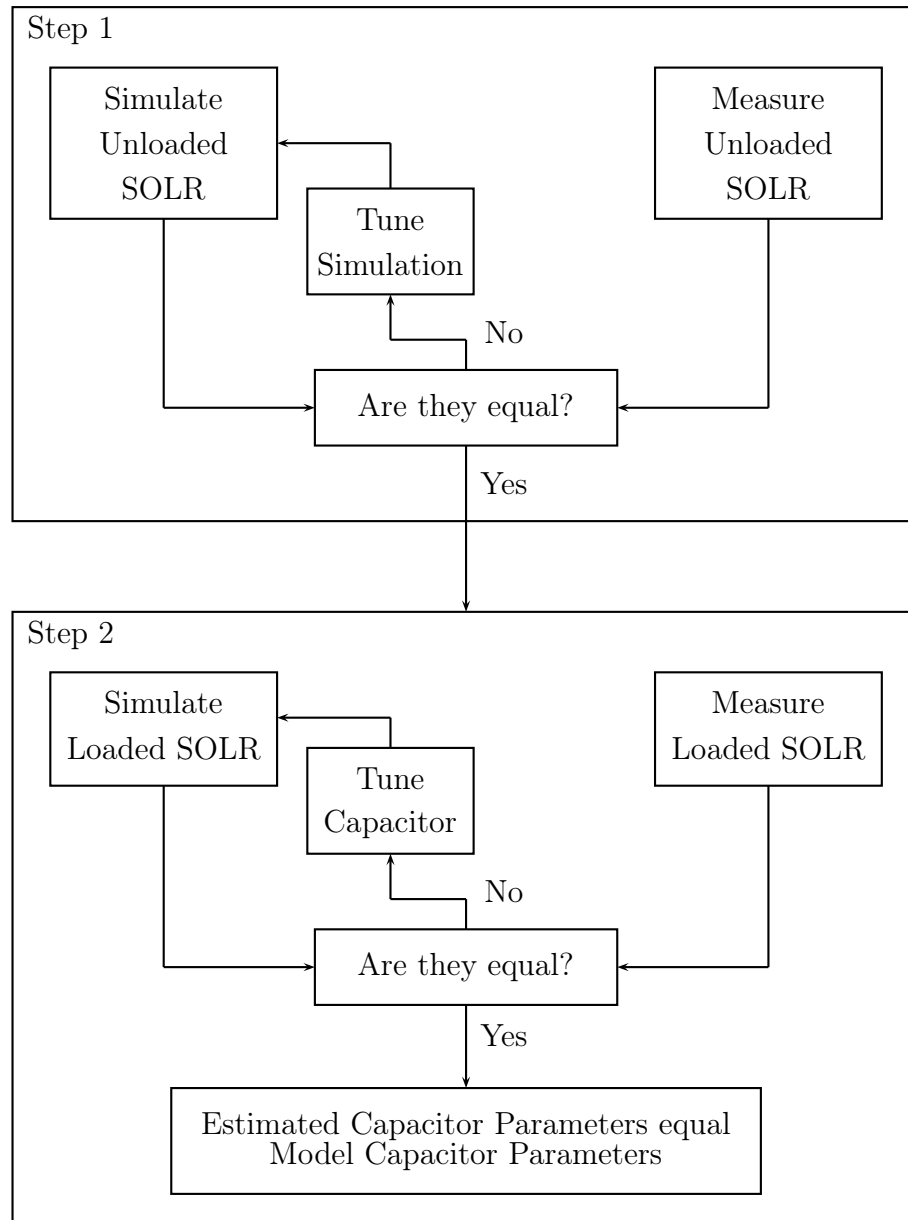 Step 1
Simulate
Unloaded
SOLR
Measure
Unloaded
SOLR
Tune
Simulation
No
Are they equal?
Yes
Step 2
Simulate
Loaded SOLR
Measure
Loaded SOLR
Tune
Capacitor
No
Are they equal?
Yes
Estimated Capacitor Parameters equal
Model Capacitor Parameters